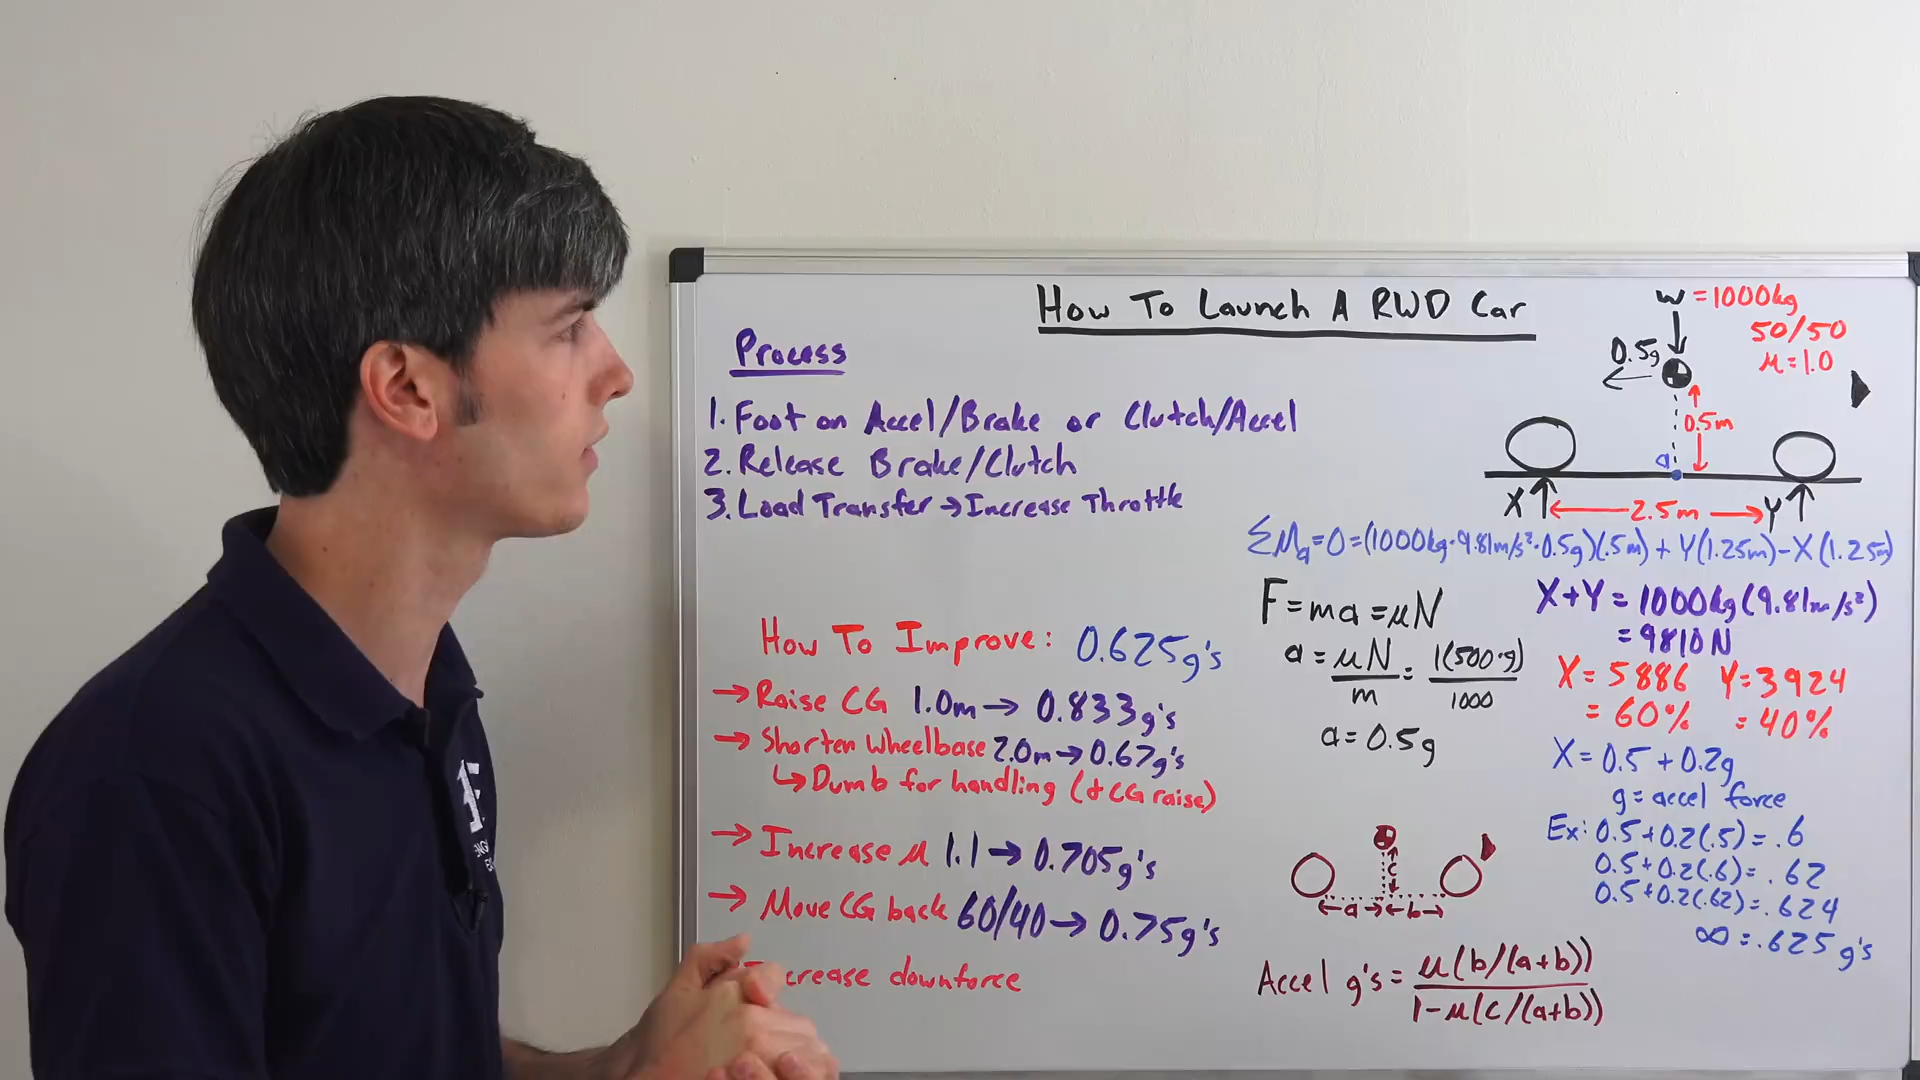 How To Launch A RWD Car
Process
1. Foot on Accel/Brake or Clutch/Accel
2. Release Brake/Clutch
3. Load Transfer → Increase Throttle
How To Improve: 0.625g's
→ Raise CG 1.0m → 0.833g's
→ Shorten Wheelbase 2.0m → 0.67g's
↳ Dumb for handling (& CG raise)
→ Increase μ 1.1 → 0.705g's
→ Move CG back 60/40 → 0.75g's
crease downforce
W = 1000kg
50/50
μ = 1.0
0.5g
0.5m
a
X ← 2.5m → Y
ΣMa = 0 = (1000kg·9.81m/s²·0.5g)(.5m) + Y(1.25m) - X(1.25m)
F = ma = μN
a = μN/m = 1(500·g)/1000
a = 0.5g
X+Y = 1000kg(9.81m/s²)
= 9810N
X = 5886 Y = 3924
= 60% = 40%
X = 0.5 + 0.2g
g = accel force
Ex: 0.5+0.2(.5) = .6
0.5+0.2(.6) = .62
0.5+0.2(.62) = .624
∞ = .625g's
c
←a→←b→
Accel g's = μ(b/(a+b))
1-μ(c/(a+b))